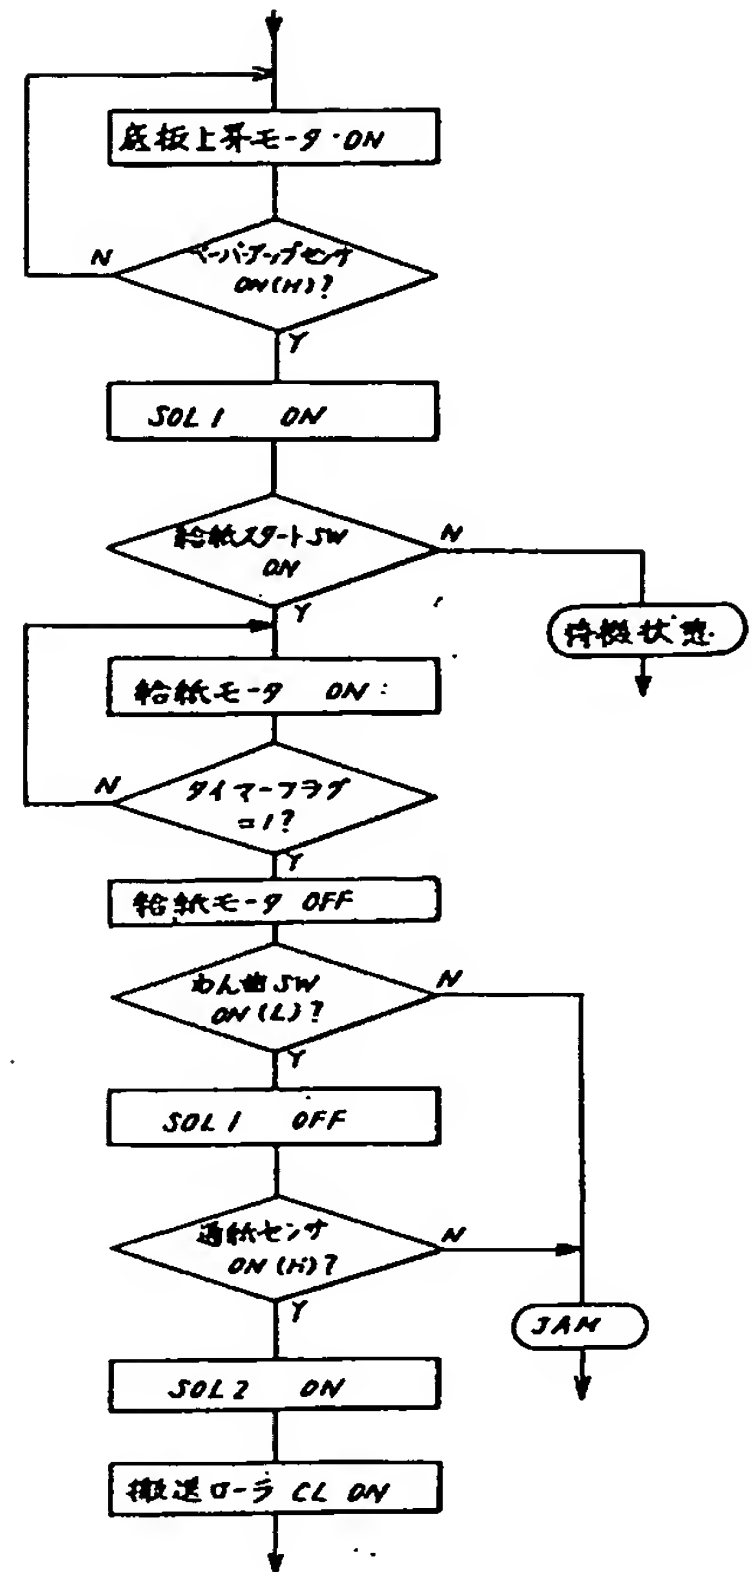 底板上昇モータ・ON
ペーパーアップセンサ
ON(H)?
N
Y
SOL1 ON
給紙スタートSW
ON
N
Y
待機状態
給紙モータ ON:
タイマーフラグ
=1?
N
Y
給紙モータ OFF
わん曲SW
ON(L)?
N
Y
SOL1 OFF
通紙センサ
ON(H)?
N
Y
JAM
SOL2 ON
搬送ローラ CL ON